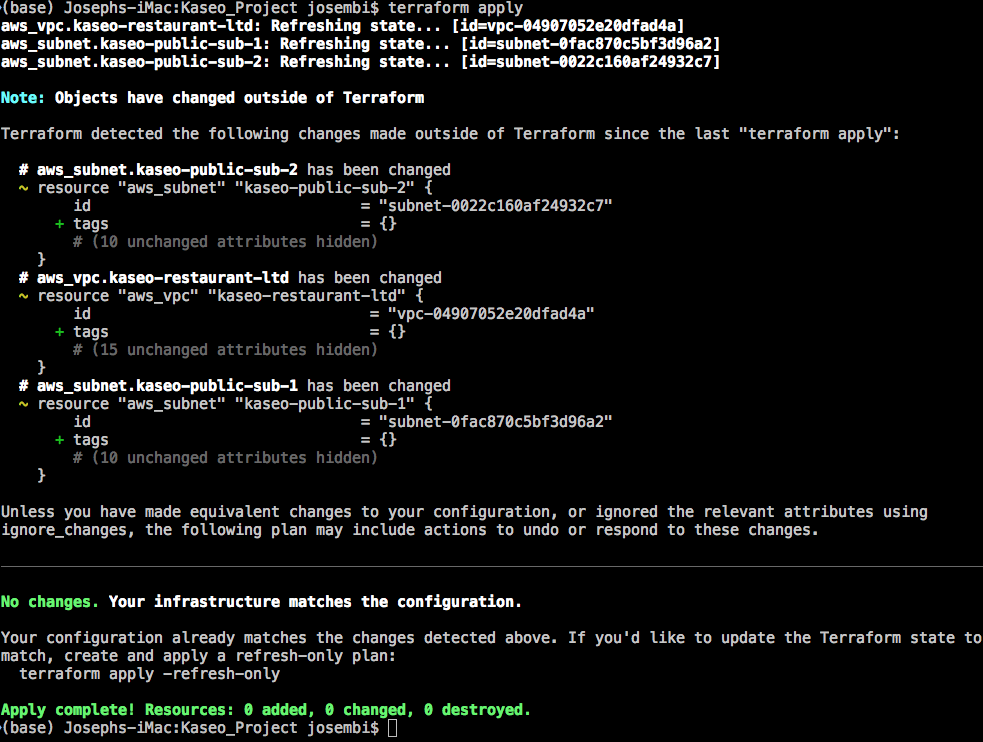 (base) Josephs-iMac:Kaseo_Project josembi$ terraform apply
aws_vpc.kaseo-restaurant-ltd: Refreshing state... [id=vpc-04907052e20dfad4a]
aws_subnet.kaseo-public-sub-1: Refreshing state... [id=subnet-0fac870c5bf3d96a2]
aws_subnet.kaseo-public-sub-2: Refreshing state... [id=subnet-0022c160af24932c7]
Note: Objects have changed outside of Terraform
Terraform detected the following changes made outside of Terraform since the last "terraform apply":
# aws_subnet.kaseo-public-sub-2 has been changed
~ resource "aws_subnet" "kaseo-public-sub-2" {
id = "subnet-0022c160af24932c7"
+ tags = {}
# (10 unchanged attributes hidden)
}
# aws_vpc.kaseo-restaurant-ltd has been changed
~ resource "aws_vpc" "kaseo-restaurant-ltd" {
id = "vpc-04907052e20dfad4a"
+ tags = {}
# (15 unchanged attributes hidden)
}
# aws_subnet.kaseo-public-sub-1 has been changed
~ resource "aws_subnet" "kaseo-public-sub-1" {
id = "subnet-0fac870c5bf3d96a2"
+ tags = {}
# (10 unchanged attributes hidden)
}
Unless you have made equivalent changes to your configuration, or ignored the relevant attributes using
ignore_changes, the following plan may include actions to undo or respond to these changes.
No changes. Your infrastructure matches the configuration.
Your configuration already matches the changes detected above. If you'd like to update the Terraform state to
match, create and apply a refresh-only plan:
terraform apply -refresh-only
Apply complete! Resources: 0 added, 0 changed, 0 destroyed.
(base) Josephs-iMac:Kaseo_Project josembi$